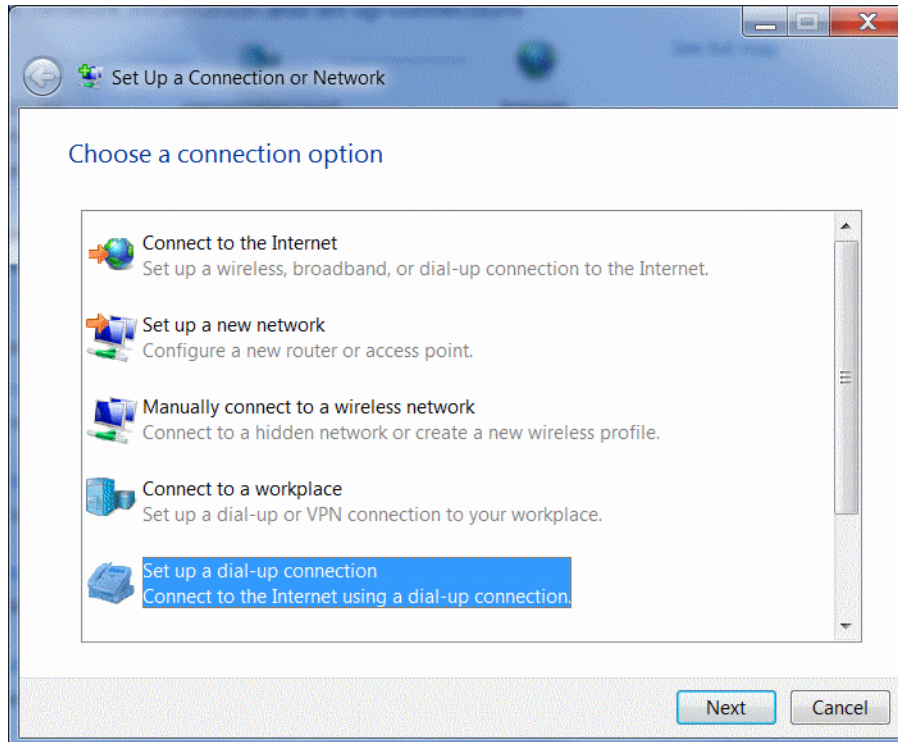 Set Up a Connection or Network
Choose a connection option
Connect to the Internet
Set up a wireless, broadband, or dial-up connection to the Internet.
Set up a new network
Configure a new router or access point.
Manually connect to a wireless network
Connect to a hidden network or create a new wireless profile.
Connect to a workplace
Set up a dial-up or VPN connection to your workplace.
Set up a dial-up connection
Connect to the Internet using a dial-up connection.
Next
Cancel